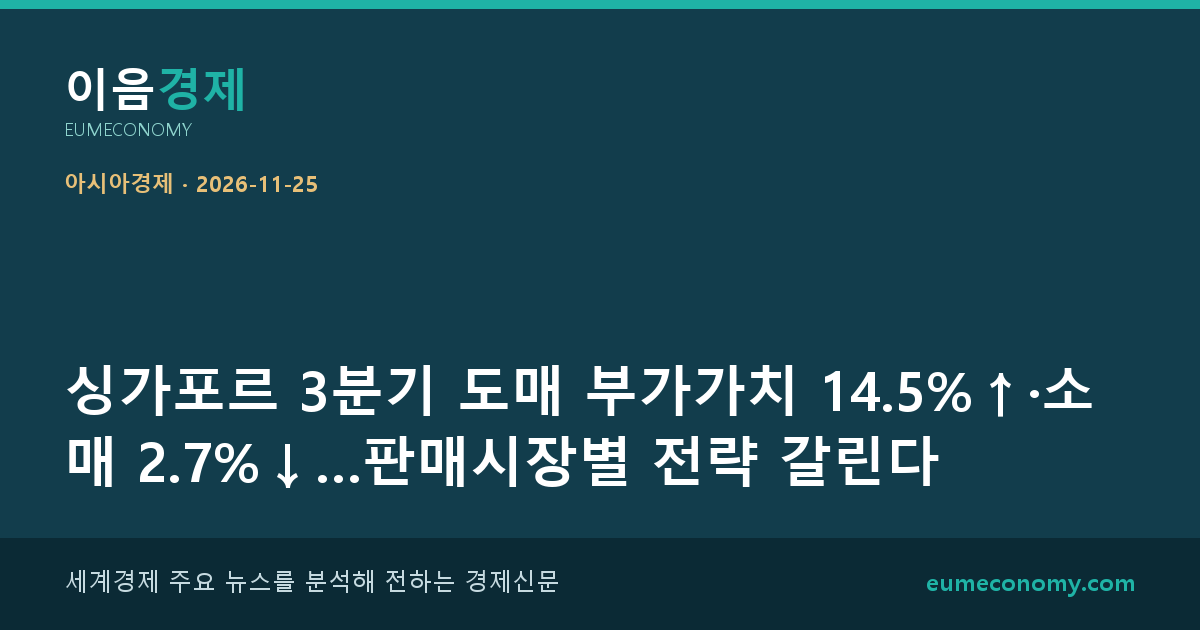 이음경제
EUMECONOMY
아시아경제 · 2026-11-25
싱가포르 3분기 도매 부가가치 14.5%↑·소
매 2.7%↓…판매시장별 전략 갈린다
세계경제 주요 뉴스를 분석해 전하는 경제신문
eumeconomy.com